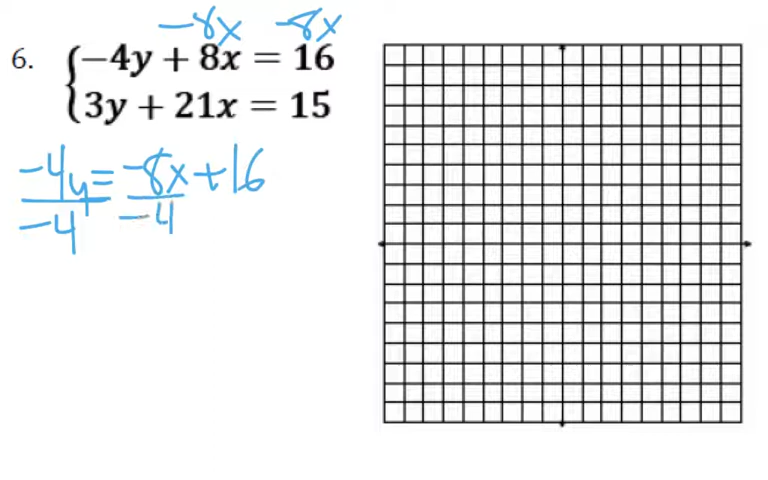 −8x −8x
6. −4y + 8x = 16
3y + 21x = 15
−4y = −8x + 16
−4 −4